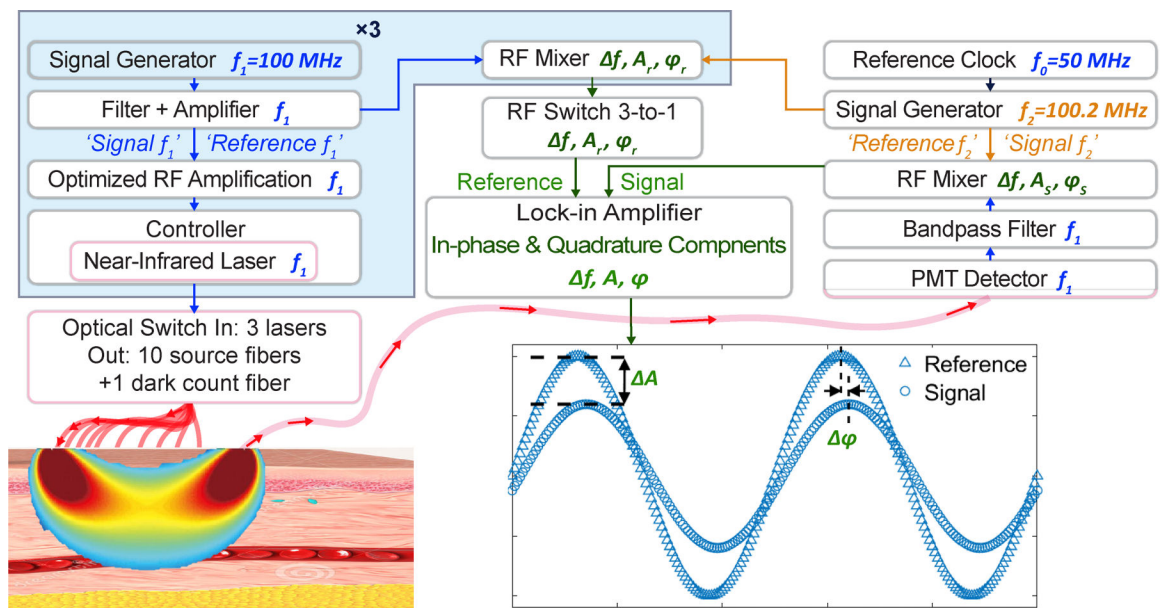 ×3
Signal Generator f₁=100 MHz
Filter + Amplifier f₁
'Signal f₁' 'Reference f₁'
Optimized RF Amplification f₁
Controller
Near-Infrared Laser f₁
Optical Switch In: 3 lasers
Out: 10 source fibers
+1 dark count fiber
RF Mixer Δf, Aᵣ, φᵣ
RF Switch 3-to-1
Δf, Aᵣ, φᵣ
Reference Signal
Lock-in Amplifier
In-phase & Quadrature Compnents
Δf, A, φ
Reference Clock f₀=50 MHz
Signal Generator f₂=100.2 MHz
'Reference f₂' 'Signal f₂'
RF Mixer Δf, Aₛ, φₛ
Bandpass Filter f₁
PMT Detector f₁
ΔA
Δφ
Reference
Signal